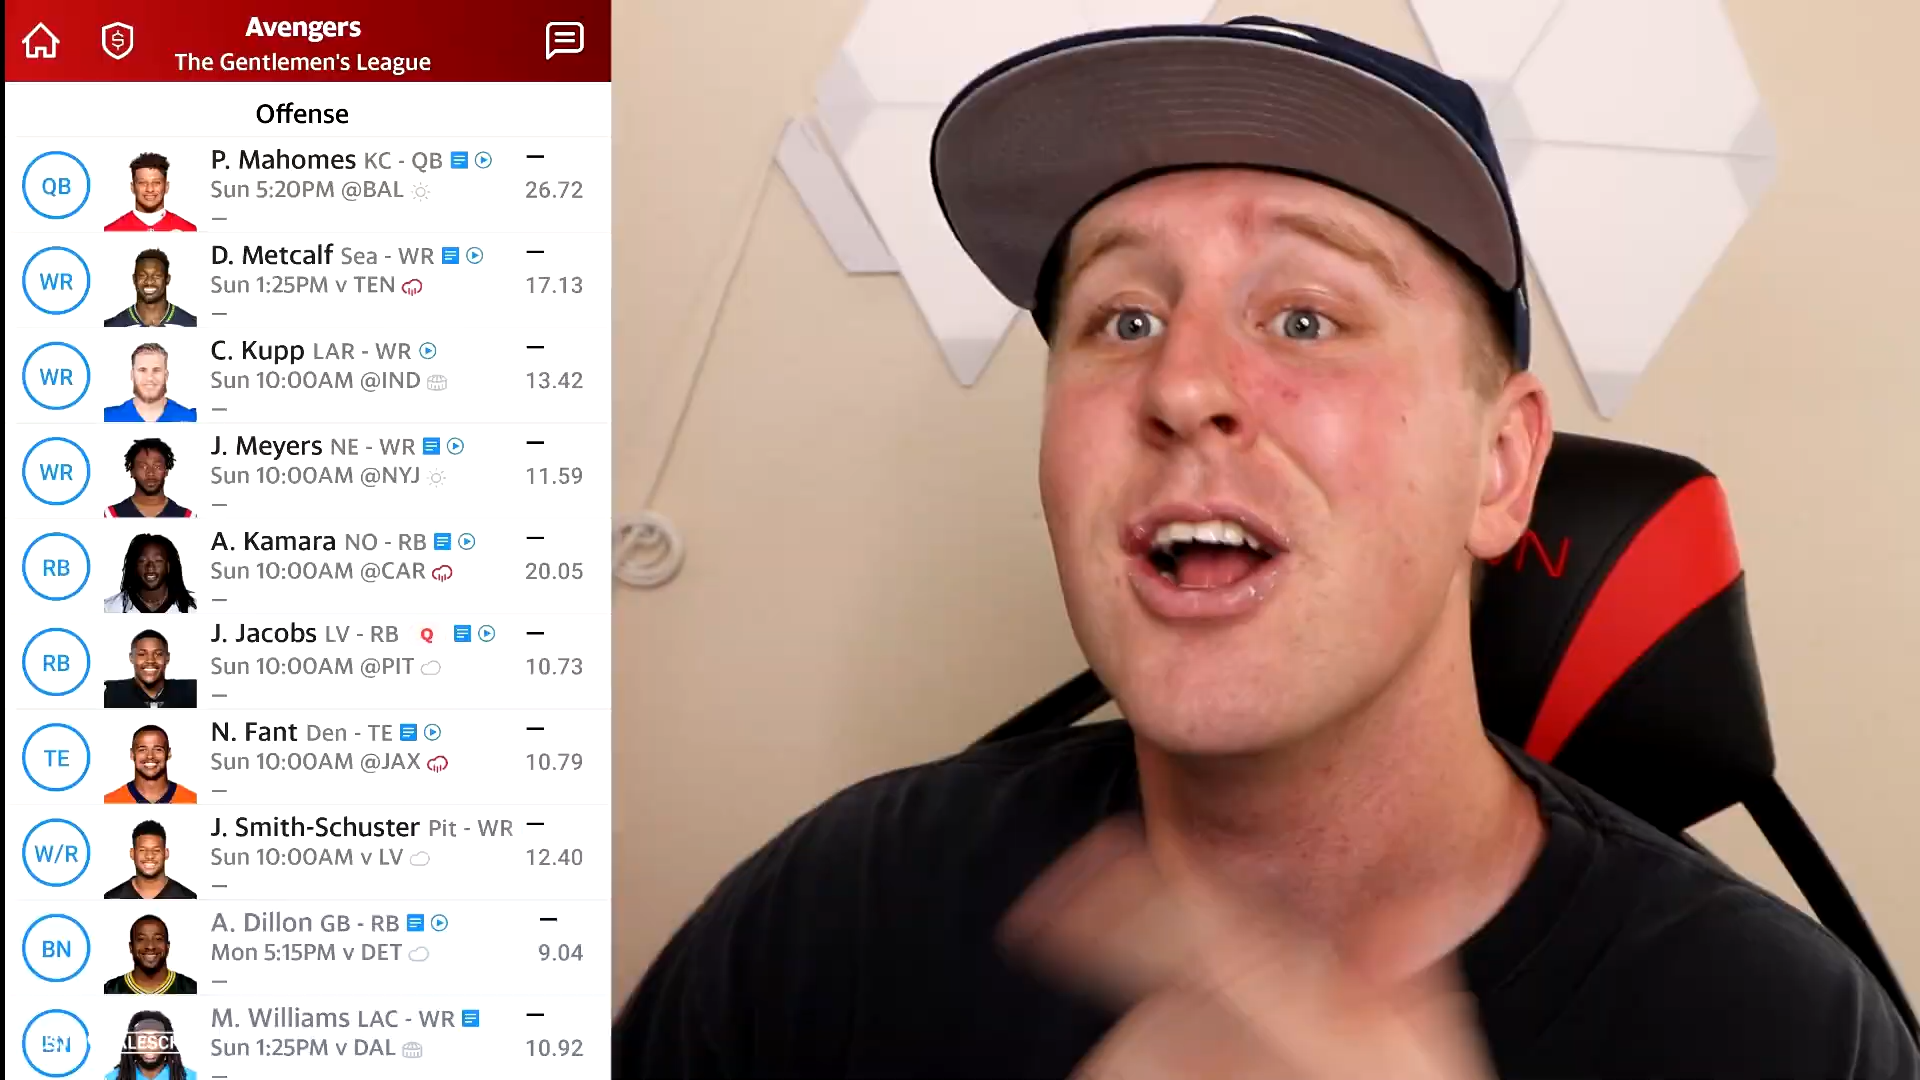 Avengers
The Gentlemen's League
Offense
QB P. Mahomes KC - QB –
Sun 5:20PM @BAL 26.72
–
WR D. Metcalf Sea - WR –
Sun 1:25PM v TEN 17.13
–
WR C. Kupp LAR - WR –
Sun 10:00AM @IND 13.42
–
WR J. Meyers NE - WR –
Sun 10:00AM @NYJ 11.59
–
RB A. Kamara NO - RB –
Sun 10:00AM @CAR 20.05
–
RB J. Jacobs LV - RB Q –
Sun 10:00AM @PIT 10.73
–
TE N. Fant Den - TE –
Sun 10:00AM @JAX 10.79
–
W/R J. Smith-Schuster Pit - WR –
Sun 10:00AM v LV 12.40
–
BN A. Dillon GB - RB –
Mon 5:15PM v DET 9.04
–
BN M. Williams LAC - WR –
Sun 1:25PM v DAL 10.92
–